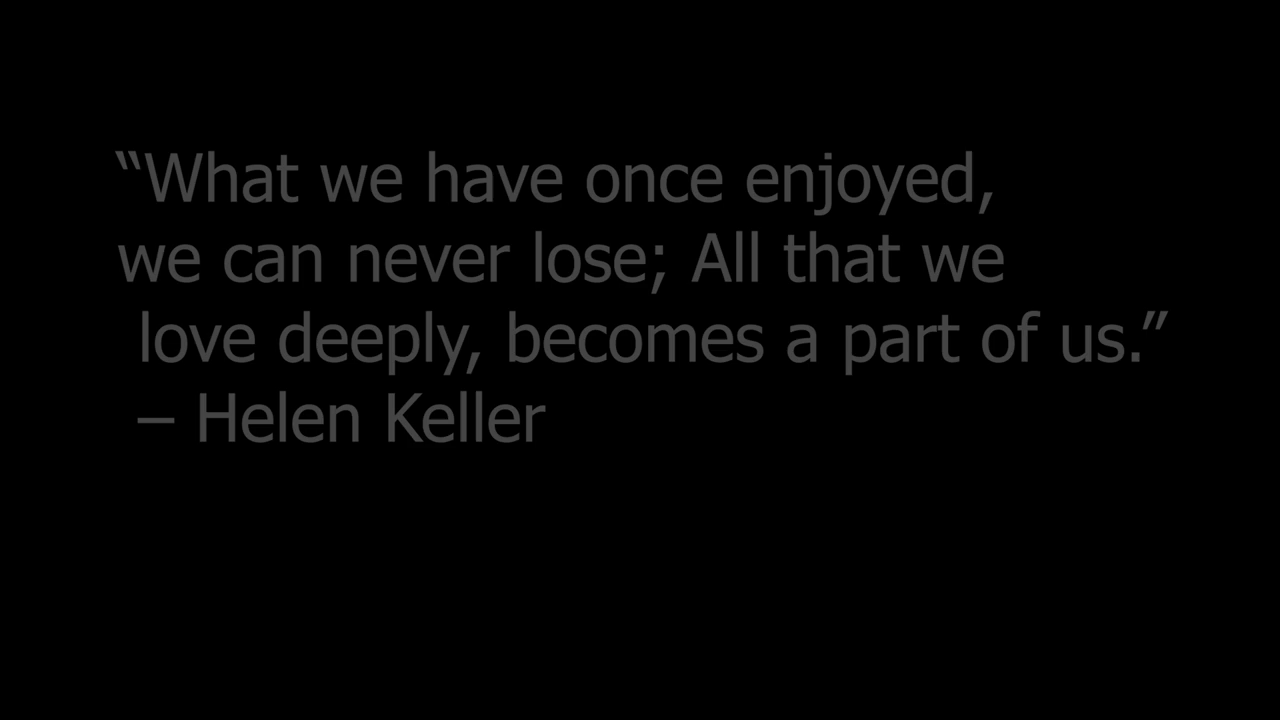 “What we have once enjoyed,
we can never lose; All that we
love deeply, becomes a part of us.”
– Helen Keller